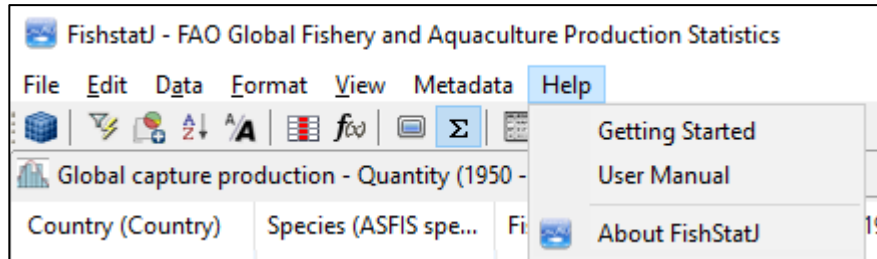 FishstatJ - FAO Global Fishery and Aquaculture Production Statistics
File Edit Data Format View Metadata Help
Getting Started
Global capture production - Quantity (1950 -
User Manual
Country (Country) Species (ASFIS spe...
About FishStatJ